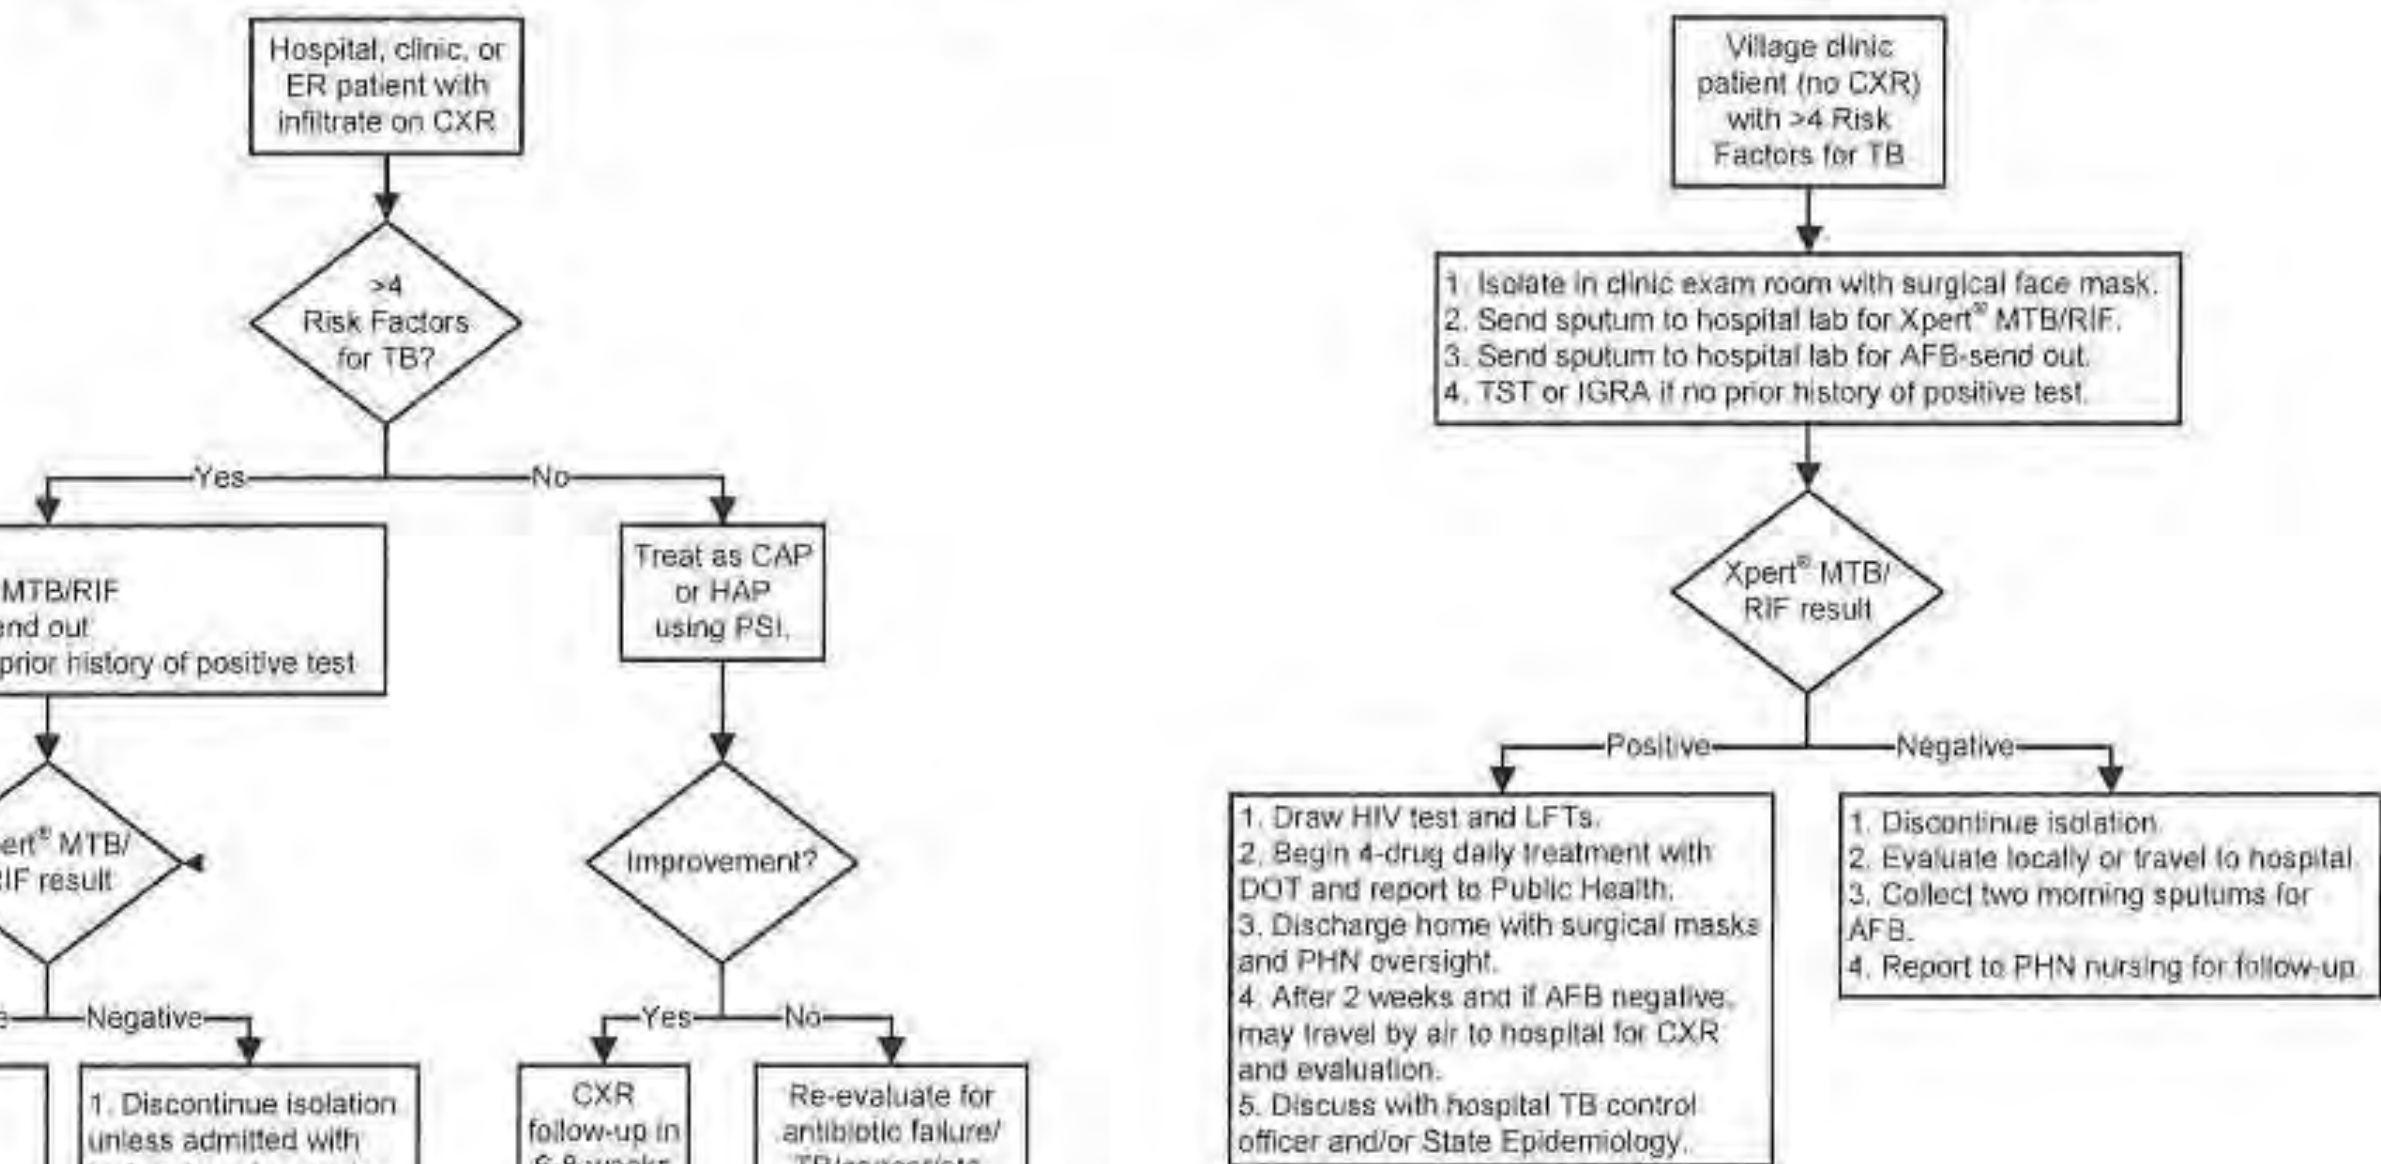 Hospital, clinic, or
ER patient with
infiltrate on CXR
>4
Risk Factors
for TB?
Yes
No
MTB/RIF
end out
prior history of positive test
Treat as CAP
or HAP
using PSI.
ert® MTB/
RIF result
Improvement?
Negative
Yes
No
1. Discontinue isolation
unless admitted with
CXR
follow-up in
6-8 weeks
Re-evaluate for
antibiotic failure/
Village clinic
patient (no CXR)
with >4 Risk
Factors for TB
1. Isolate in clinic exam room with surgical face mask.
2. Send sputum to hospital lab for Xpert® MTB/RIF.
3. Send sputum to hospital lab for AFB-send out.
4. TST or IGRA if no prior history of positive test.
Xpert® MTB/
RIF result
Positive
Negative
1. Draw HIV test and LFTs.
2. Begin 4-drug daily treatment with
DOT and report to Public Health.
3. Discharge home with surgical masks
and PHN oversight.
4. After 2 weeks and if AFB negative,
may travel by air to hospital for CXR
and evaluation.
5. Discuss with hospital TB control
officer and/or State Epidemiology.
1. Discontinue isolation.
2. Evaluate locally or travel to hospital.
3. Collect two morning sputums for
AFB.
4. Report to PHN nursing for follow-up.